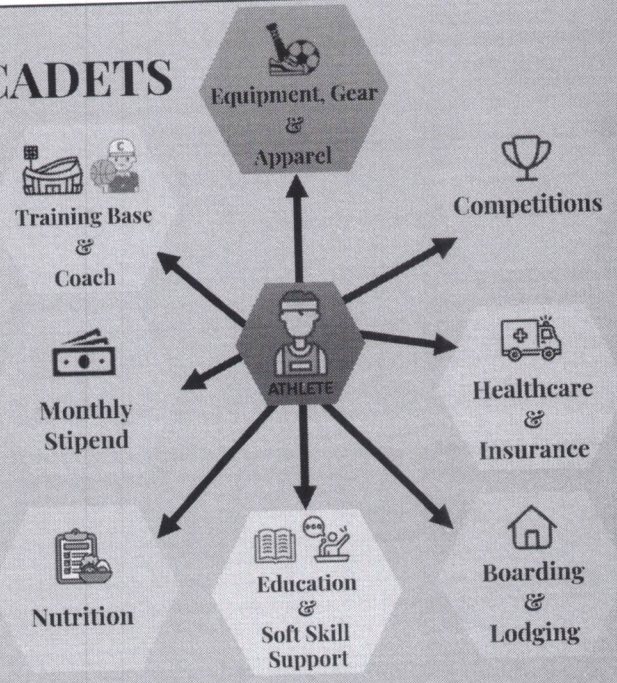 CADETS
Equipment, Gear
&
Apparel
Training Base
&
Coach
C
Competitions
Monthly
Stipend
ATHLETE
Healthcare
&
Insurance
Nutrition
Education
&
Soft Skill
Support
Boarding
&
Lodging